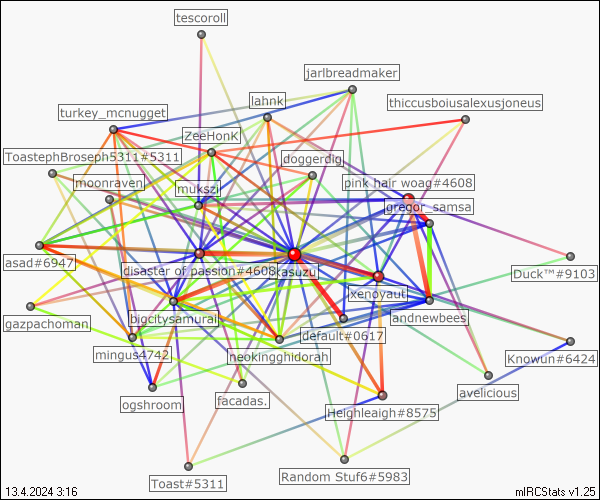 tescoroll
jarlbreadmaker
lahnk
thiccusboiusalexusjoneus
turkey_mcnugget
ZeeHonK
ToastephBroseph5311#5311
doggerdig
moonraven
mukszi
pink hair woag#4608
gregor_samsa
asad#6947
disaster of passion#4608
kasuzu
Duck™#9103
xenoyaut
gazpachoman
bigcitysamurai
andnewbees
default#0617
mingus4742
neokingghidorah
Knowun#6424
ogshroom
facadas.
avelicious
Heighleaigh#8575
Toast#5311
Random Stuf6#5983
13.4.2024 3:16
mIRCStats v1.25